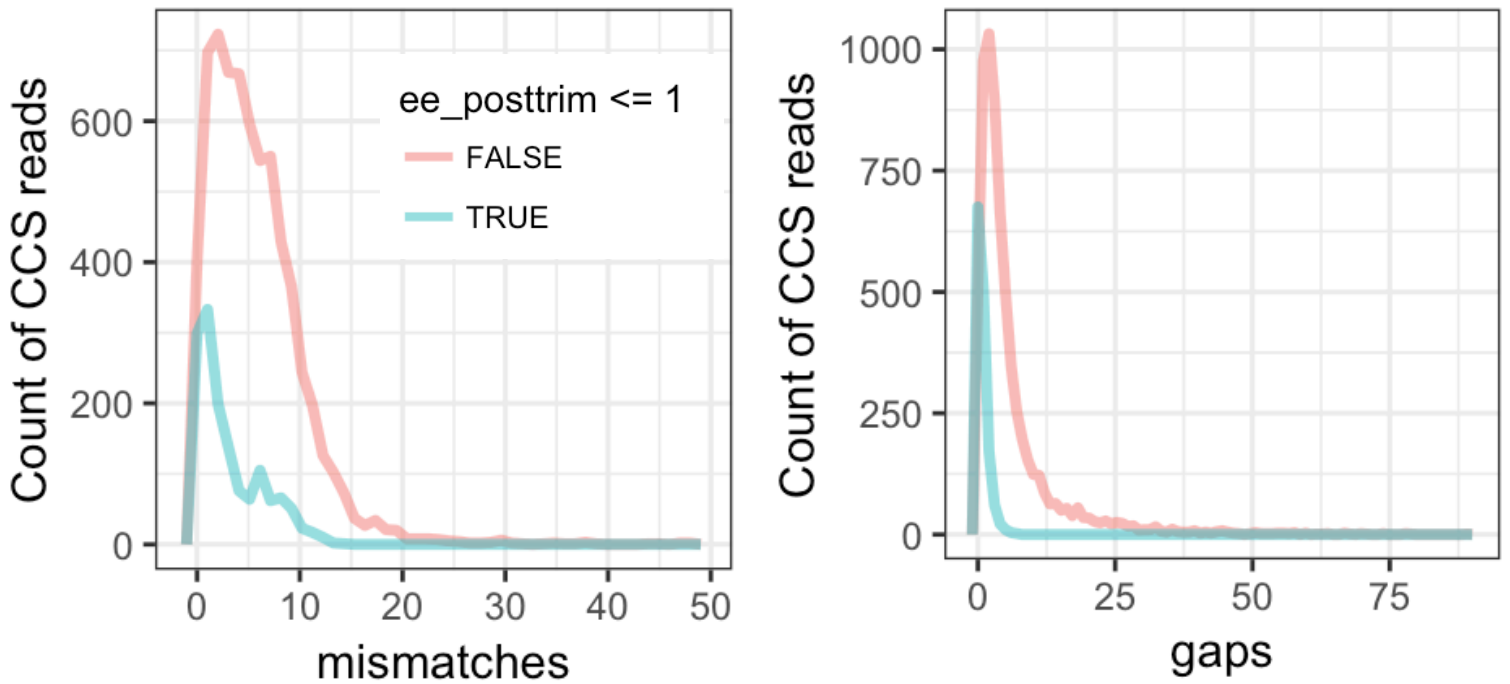 Count of CCS reads
600
400
200
0
ee_posttrim <= 1
FALSE
TRUE
0 10 20 30 40 50
mismatches
Count of CCS reads
1000
750
500
250
0
0 25 50 75
gaps